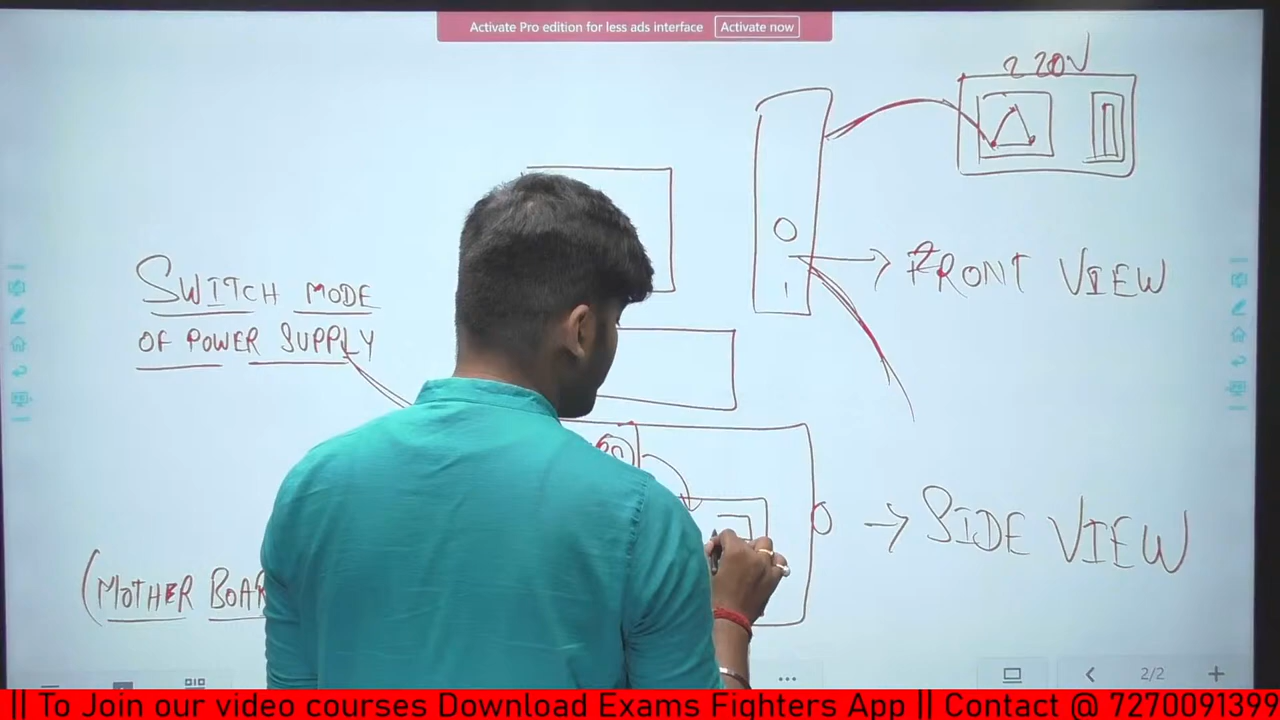 Activate Pro edition for less ads interface Activate now
220V
FRONT VIEW
SWITCH MODE
OF POWER SUPPLY
SIDE VIEW
(MOTHER BOAR
2/2
|| To Join our video courses Download Exams Fighters App || Contact @ 7270091399